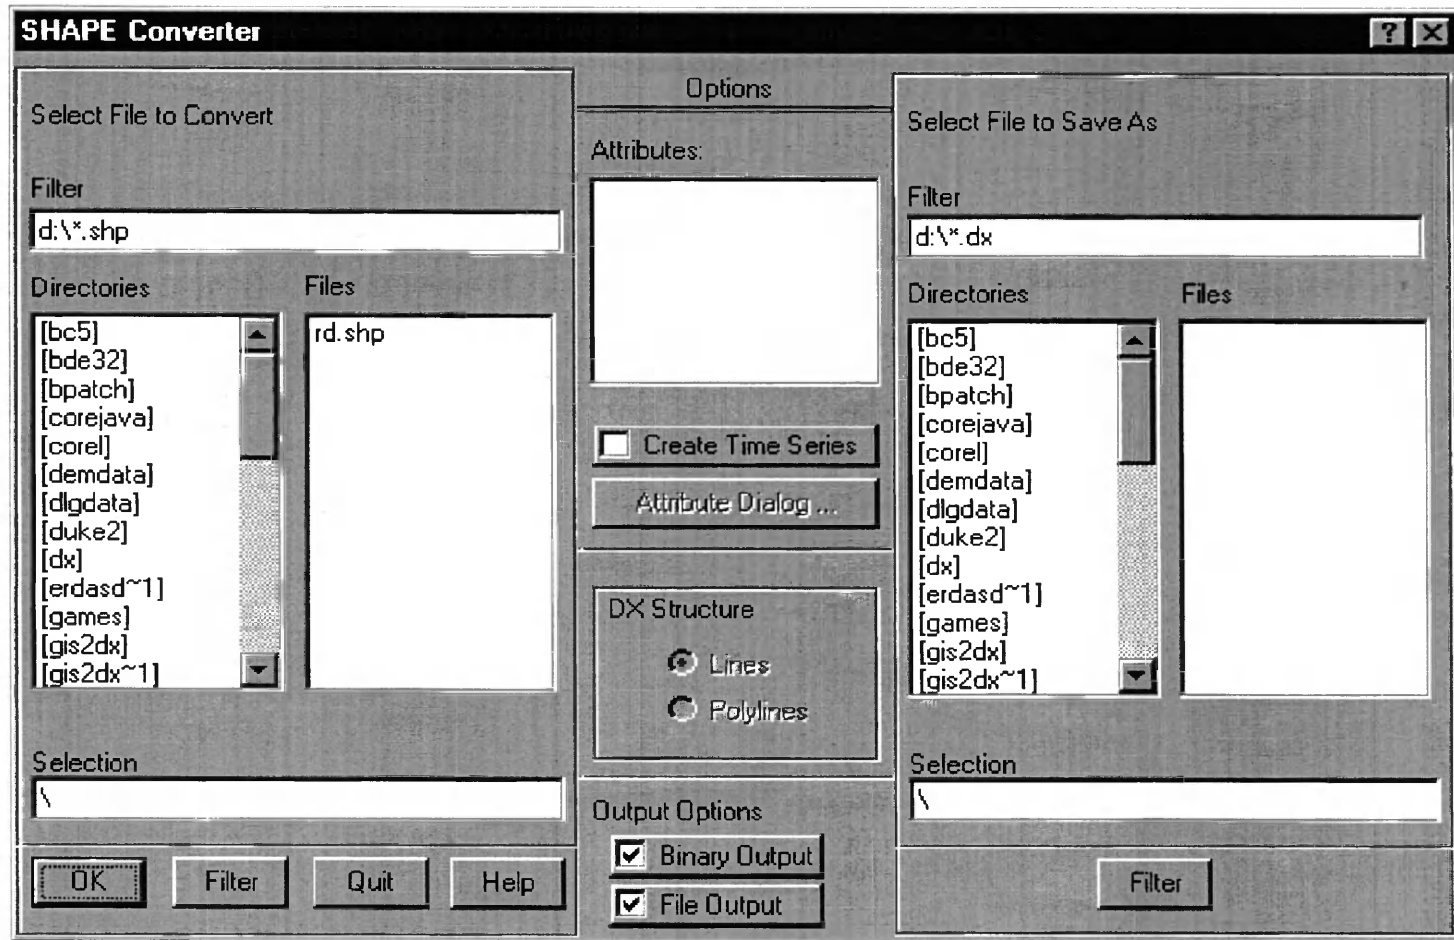 SHAPE Converter
Select File to Convert
Filter
d:\*.shp
Directories
Files
[bc5]
[bde32]
[bpatch]
[corejava]
[corel]
[demdata]
[dlgdata]
[duke2]
[dx]
[erdasd~1]
[games]
[gis2dx]
[gis2dx~1]
rd.shp
Selection
\
OK
Filter
Quit
Help
Options
Attributes:
Create Time Series
Attribute Dialog ...
DX Structure
Lines
Polylines
Output Options
Binary Output
File Output
Select File to Save As
Filter
d:\*.dx
Directories
Files
[bc5]
[bde32]
[bpatch]
[corejava]
[corel]
[demdata]
[dlgdata]
[duke2]
[dx]
[erdasd~1]
[games]
[gis2dx]
[gis2dx~1]
Selection
\
Filter